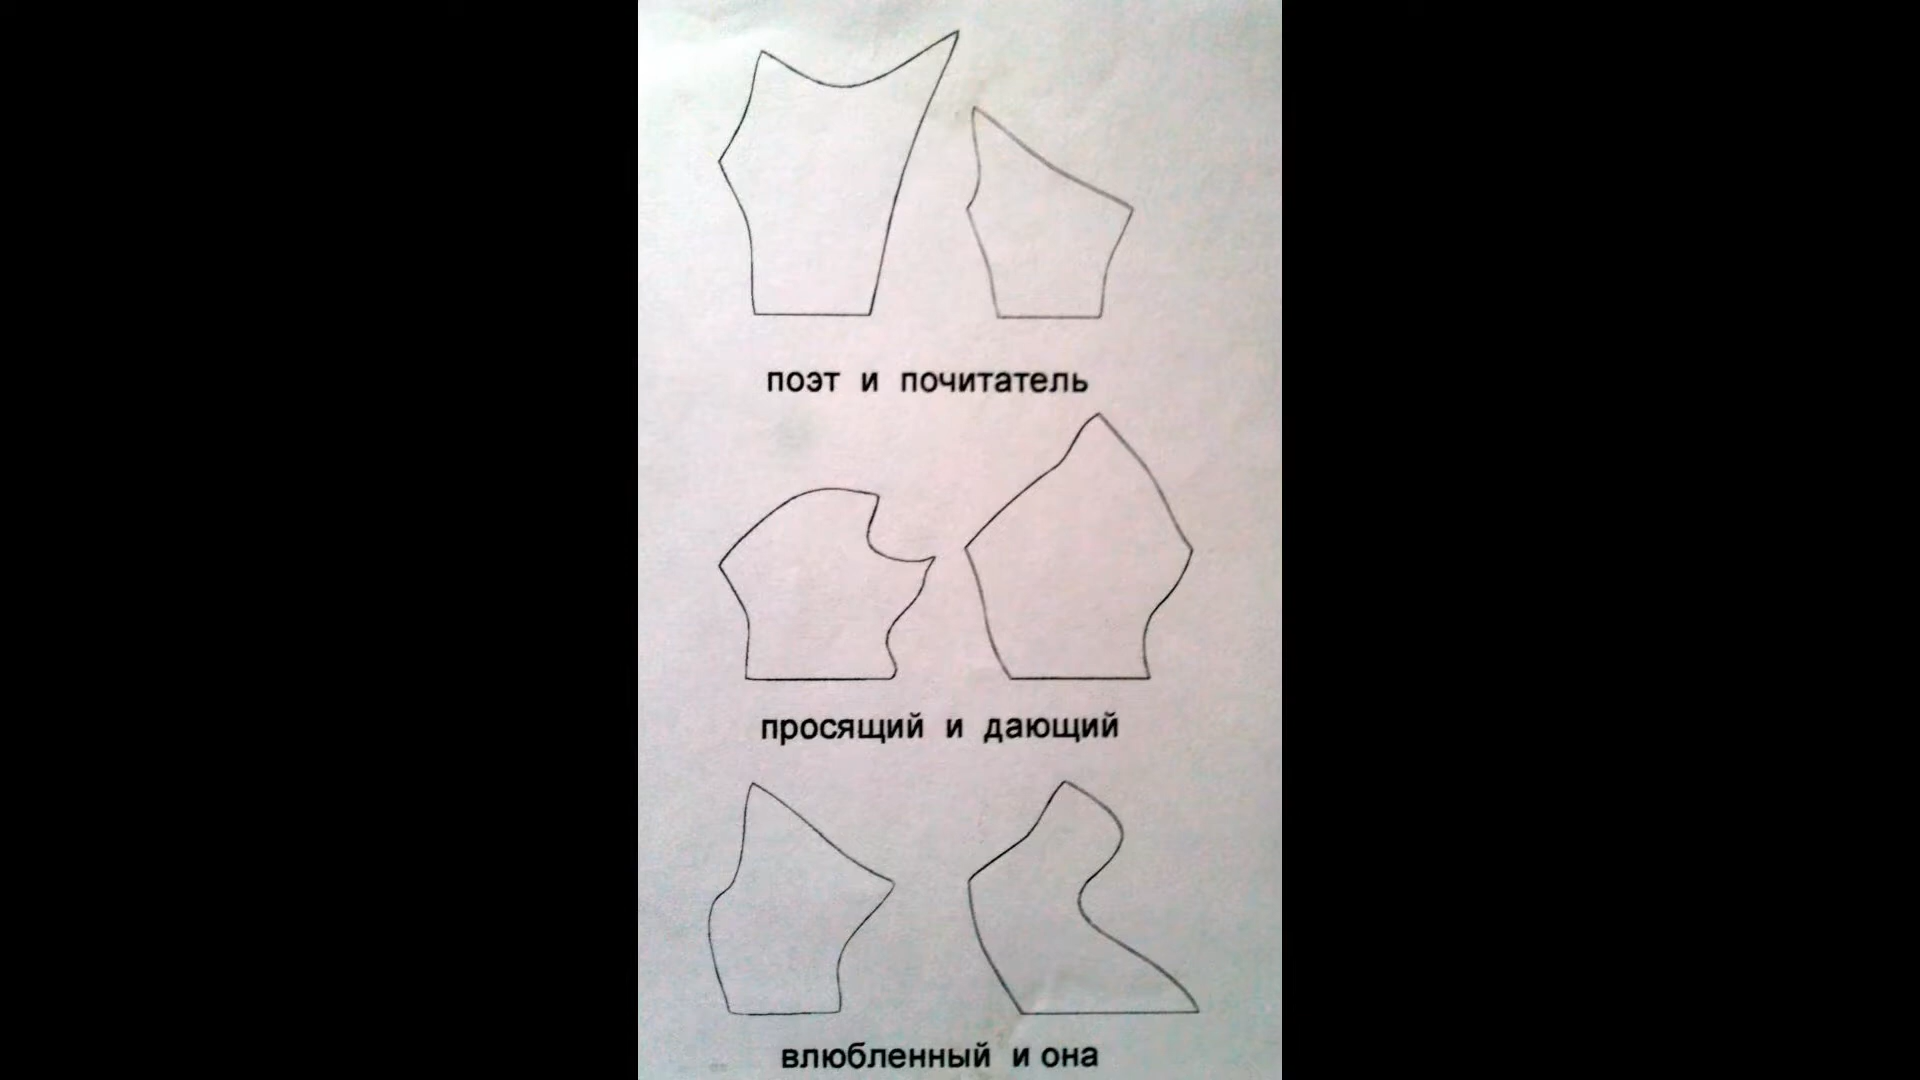 поэт и почитатель
просящий и дающий
влюбленный и она